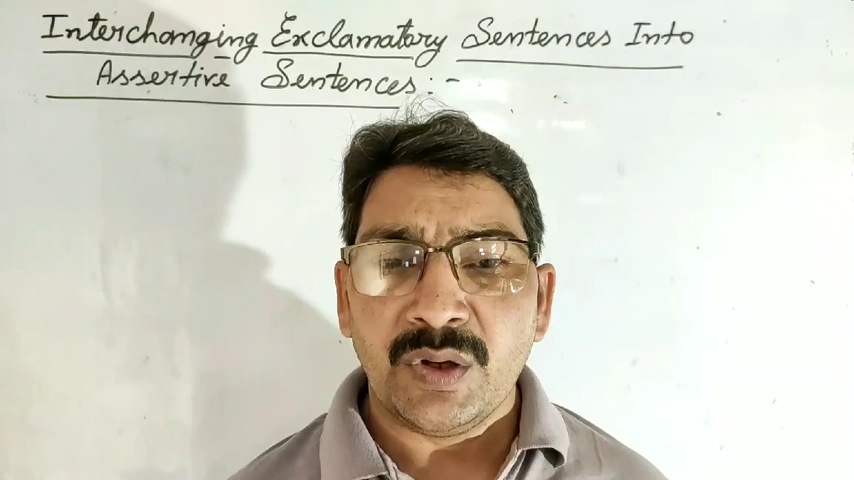 Interchanging Exclamatory Sentences Into
Assertive Sentences:-